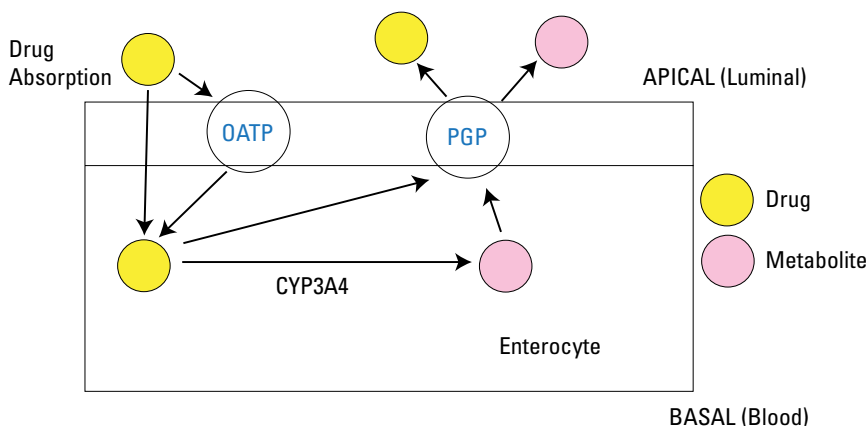 Drug
Absorption
APICAL (Luminal)
OATP
PGP
Drug
Metabolite
CYP3A4
Enterocyte
BASAL (Blood)